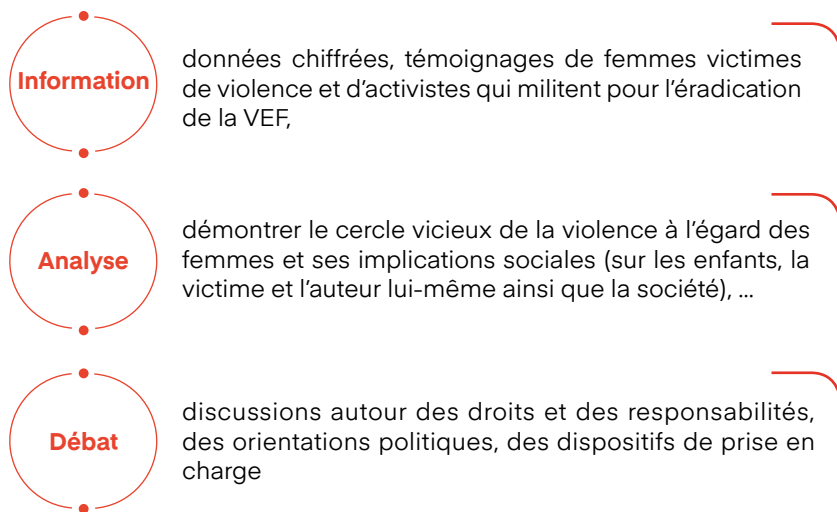 Information
données chiffrées, témoignages de femmes victimes
de violence et d'activistes qui militent pour l'éradication
de la VEF,
Analyse
démontrer le cercle vicieux de la violence à l'égard des
femmes et ses implications sociales (sur les enfants, la
victime et l'auteur lui-même ainsi que la société), ...
Débat
discussions autour des droits et des responsabilités,
des orientations politiques, des dispositifs de prise en
charge